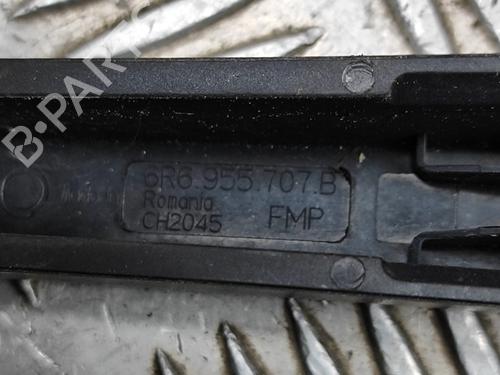 B-PARTS
6R6.955.707.B
Romania
CH2045 FMP